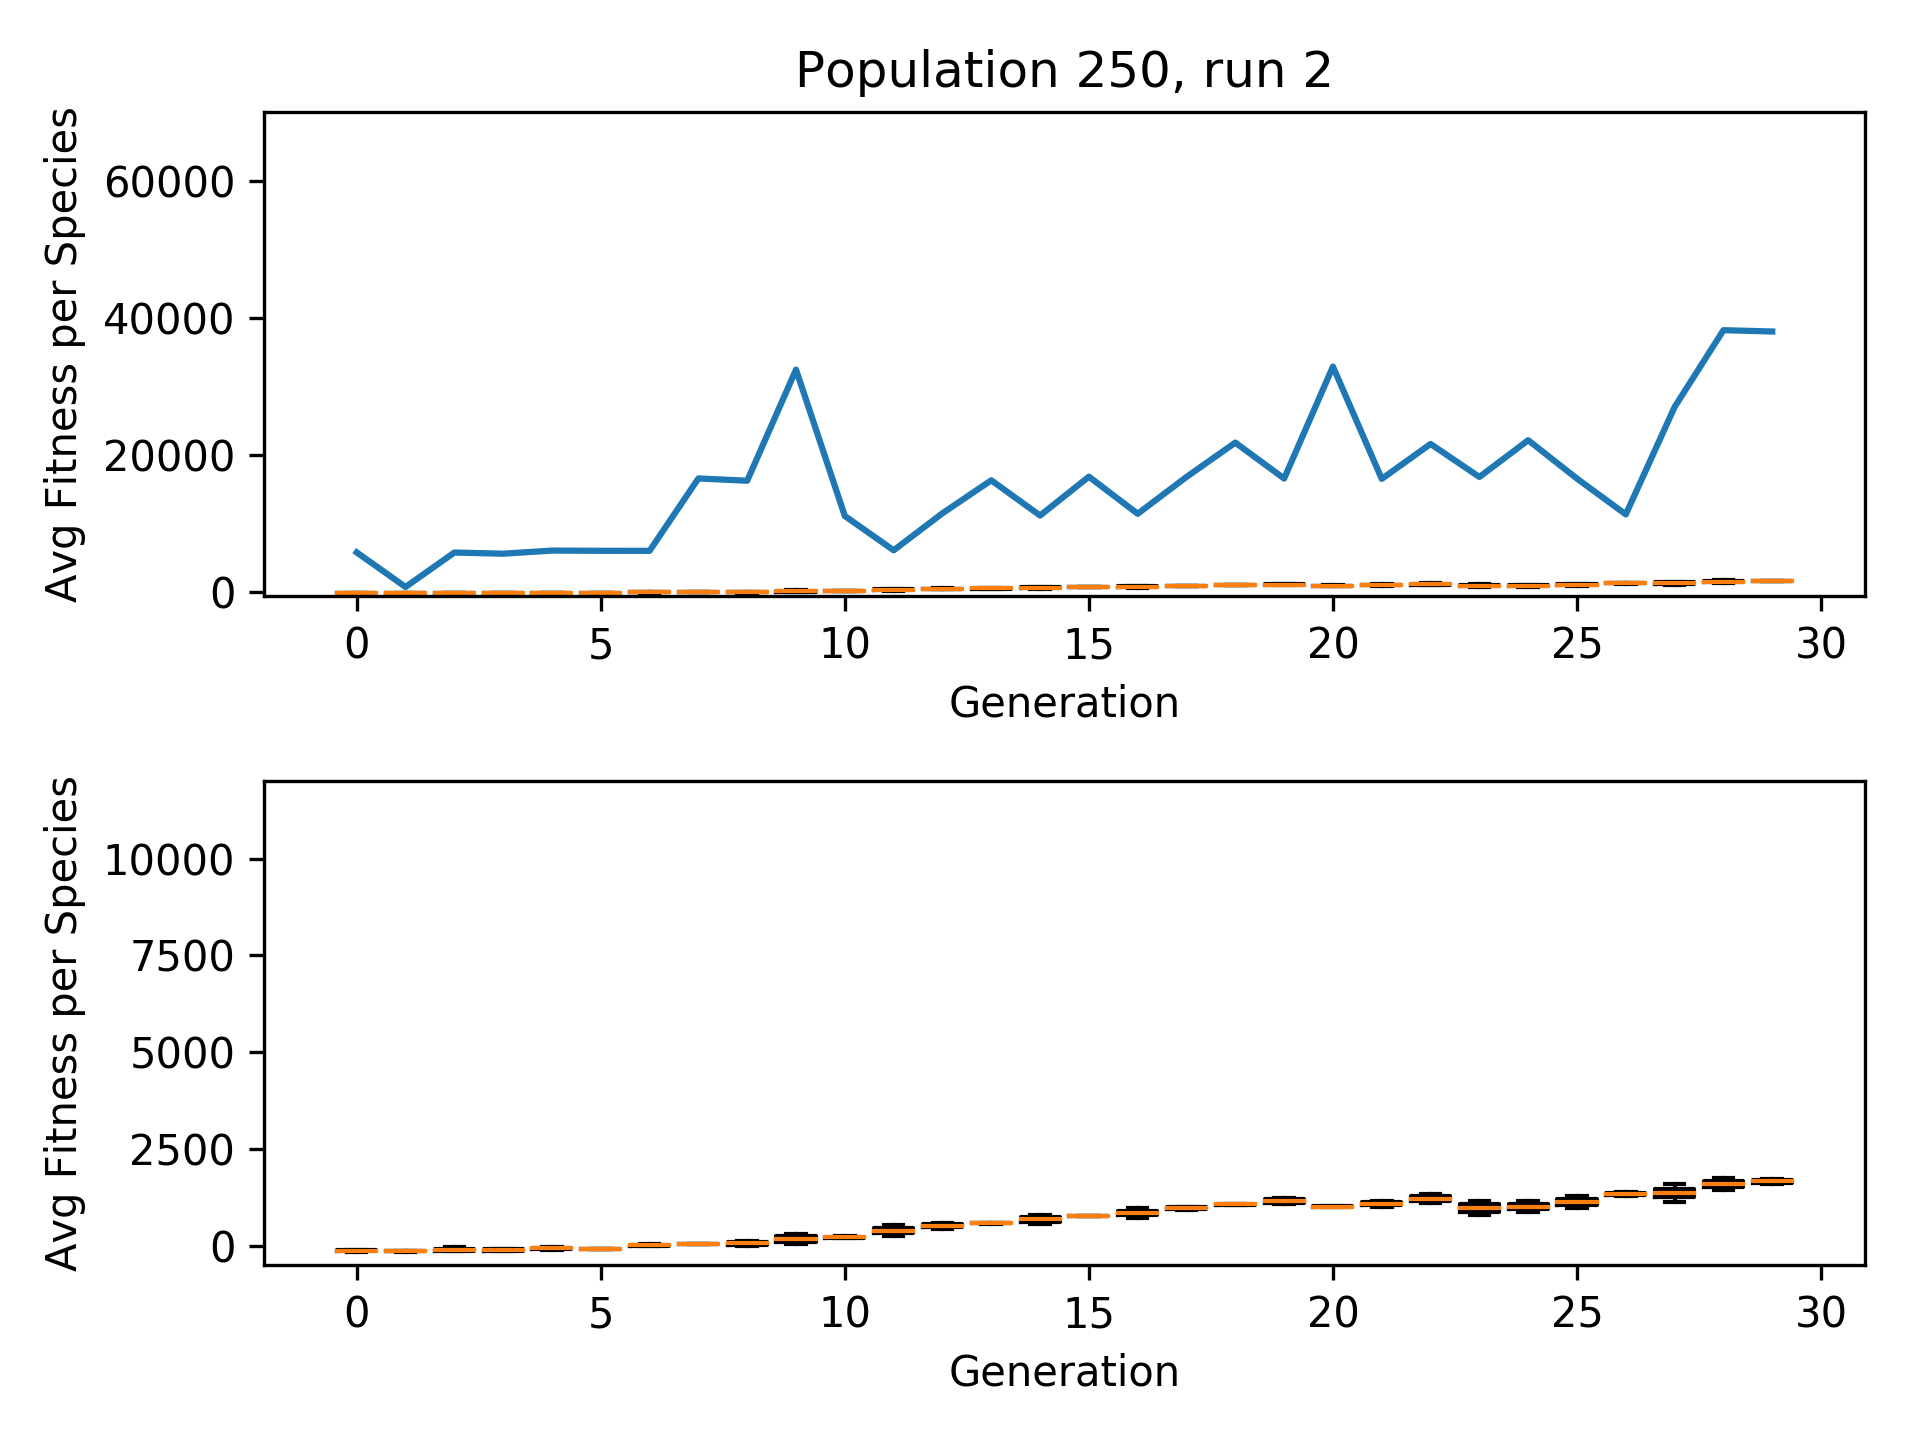 Population 250, run 2
Avg Fitness per Species
60000
40000
20000
0
0 5 10 15 20 25 30
Generation
Avg Fitness per Species
10000
7500
5000
2500
0
0 5 10 15 20 25 30
Generation